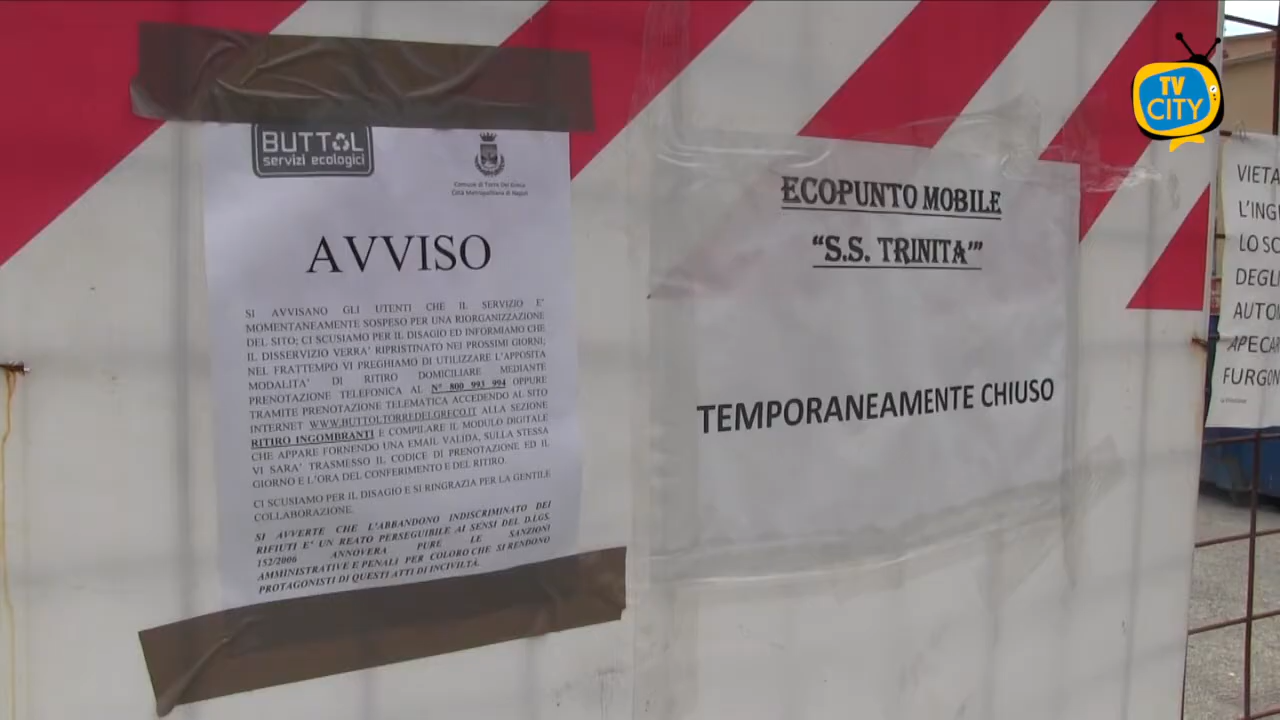 BUTTOL
servizi ecologici
Comune di Torre Del Greco
Città Metropolitana di Napoli
AVVISO
SI AVVISANO GLI UTENTI CHE IL SERVIZIO E'
MOMENTANEAMENTE SOSPESO PER UNA RIORGANIZZAZIONE
DEL SITO; CI SCUSIAMO PER IL DISAGIO ED INFORMIAMO CHE
IL DISSERVIZIO VERRA' RIPRISTINATO NEI PROSSIMI GIORNI;
NEL FRATTEMPO VI PREGHIAMO DI UTILIZZARE L'APPOSITA
MODALITA' DI RITIRO DOMICILIARE MEDIANTE
PRENOTAZIONE TELEFONICA AL N° 800 993 994 OPPURE
TRAMITE PRENOTAZIONE TELEMATICA ACCEDENDO AL SITO
INTERNET WWW.BUTTOLTORREDELGRECO.IT ALLA SEZIONE
RITIRO INGOMBRANTI E COMPILARE IL MODULO DIGITALE
CHE APPARE FORNENDO UNA EMAIL VALIDA, SULLA STESSA
VI SARA' TRASMESSO IL CODICE DI PRENOTAZIONE ED IL
GIORNO E L'ORA DEL CONFERIMENTO E DEL RITIRO.
CI SCUSIAMO PER IL DISAGIO E SI RINGRAZIA PER LA GENTILE
COLLABORAZIONE.
SI AVVERTE CHE L'ABBANDONO INDISCRIMINATO DEI
RIFIUTI E' UN REATO PERSEGUIBILE AI SENSI DEL D.LGS.
152/2006 ANNOVERA PURE LE SANZIONI
AMMINISTRATIVE E PENALI PER COLORO CHE SI RENDONO
PROTAGONISTI DI QUESTI ATTI DI INCIVILTÁ.
ECOPUNTO MOBILE
“S.S. TRINITA'”
TEMPORANEAMENTE CHIUSO
TV
CITY
VIETA
L'ING
LO SC
DEGLI
AUTO
APECAR
FURGON